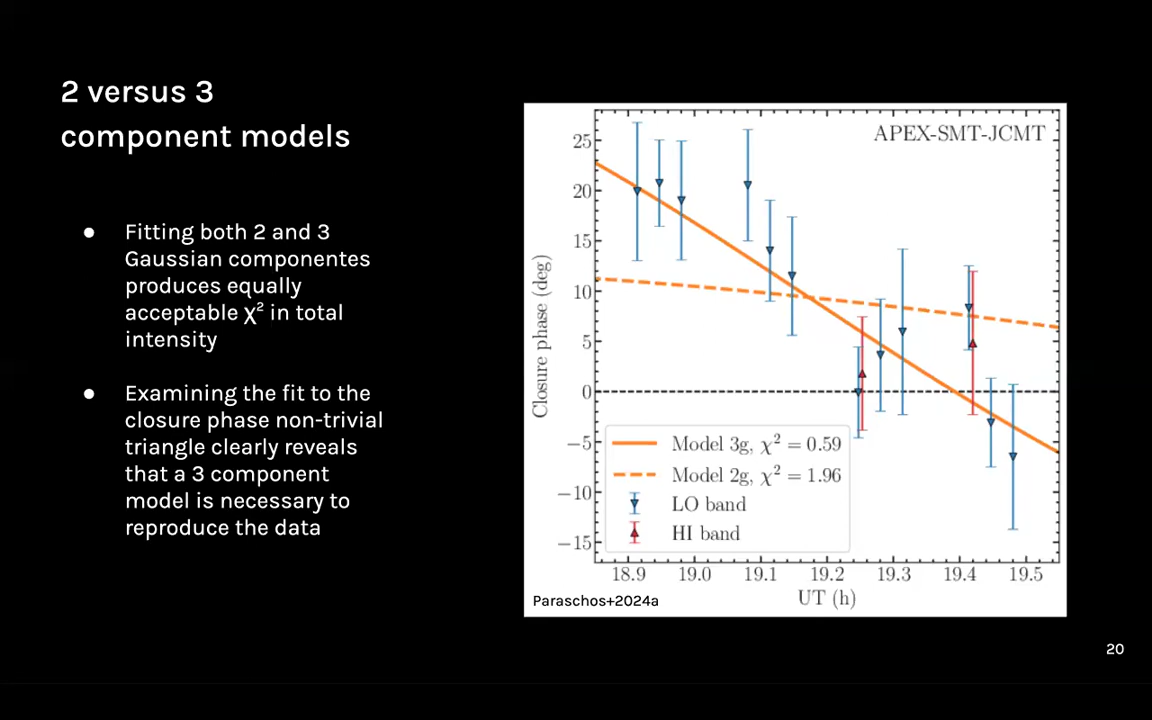 2 versus 3
component models
● Fitting both 2 and 3
Gaussian componentes
produces equally
acceptable χ² in total
intensity
● Examining the fit to the
closure phase non-trivial
triangle clearly reveals
that a 3 component
model is necessary to
reproduce the data
APEX-SMT-JCMT
Closure phase (deg)
25
20
15
10
5
0
−5
−10
−15
Model 3g, χ² = 0.59
Model 2g, χ² = 1.96
LO band
HI band
18.9 19.0 19.1 19.2 19.3 19.4 19.5
UT (h)
Paraschos+2024a
20